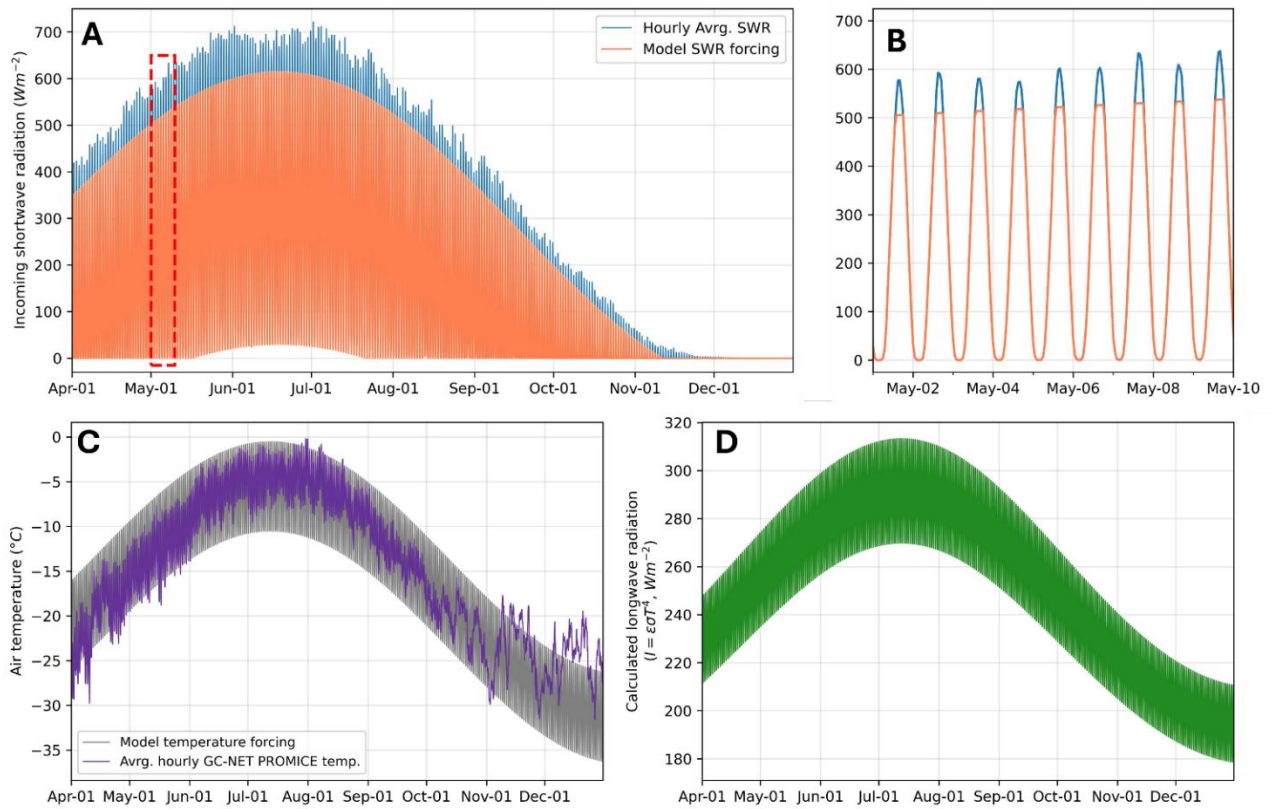 A
Hourly Avrg. SWR
Model SWR forcing
Incoming shortwave radiation (Wm⁻²)
700
600
500
400
300
200
100
0
Apr-01 May-01 Jun-01 Jul-01 Aug-01 Sep-01 Oct-01 Nov-01 Dec-01
B
700
600
500
400
300
200
100
0
May-02 May-04 May-06 May-08 May-10
C
Air temperature (°C)
0
−5
−10
−15
−20
−25
−30
−35
Model temperature forcing
Avrg. hourly GC-NET PROMICE temp.
Apr-01 May-01 Jun-01 Jul-01 Aug-01 Sep-01 Oct-01 Nov-01 Dec-01
D
Calculated longwave radiation
(I = εσT⁴, Wm⁻²)
320
300
280
260
240
220
200
180
Apr-01 May-01 Jun-01 Jul-01 Aug-01 Sep-01 Oct-01 Nov-01 Dec-01